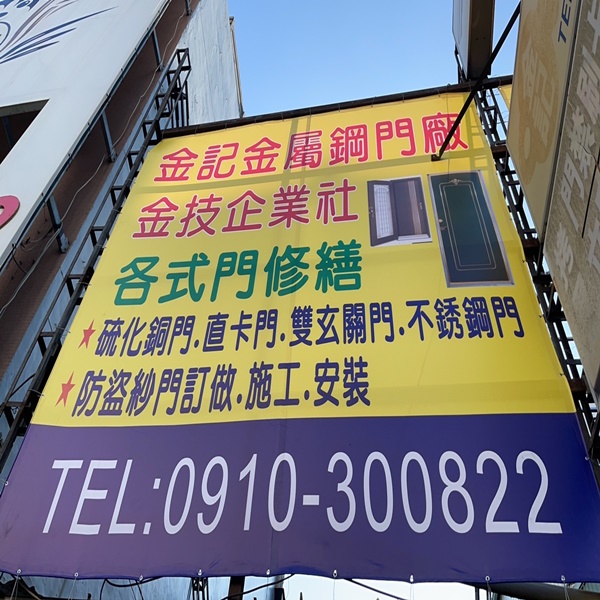 金記金屬鋼門廠
金技企業社
各式門修繕
★硫化銅門.直卡門.雙玄關門.不銹鋼門
★防盜紗門訂做.施工.安裝
TEL:0910-300822